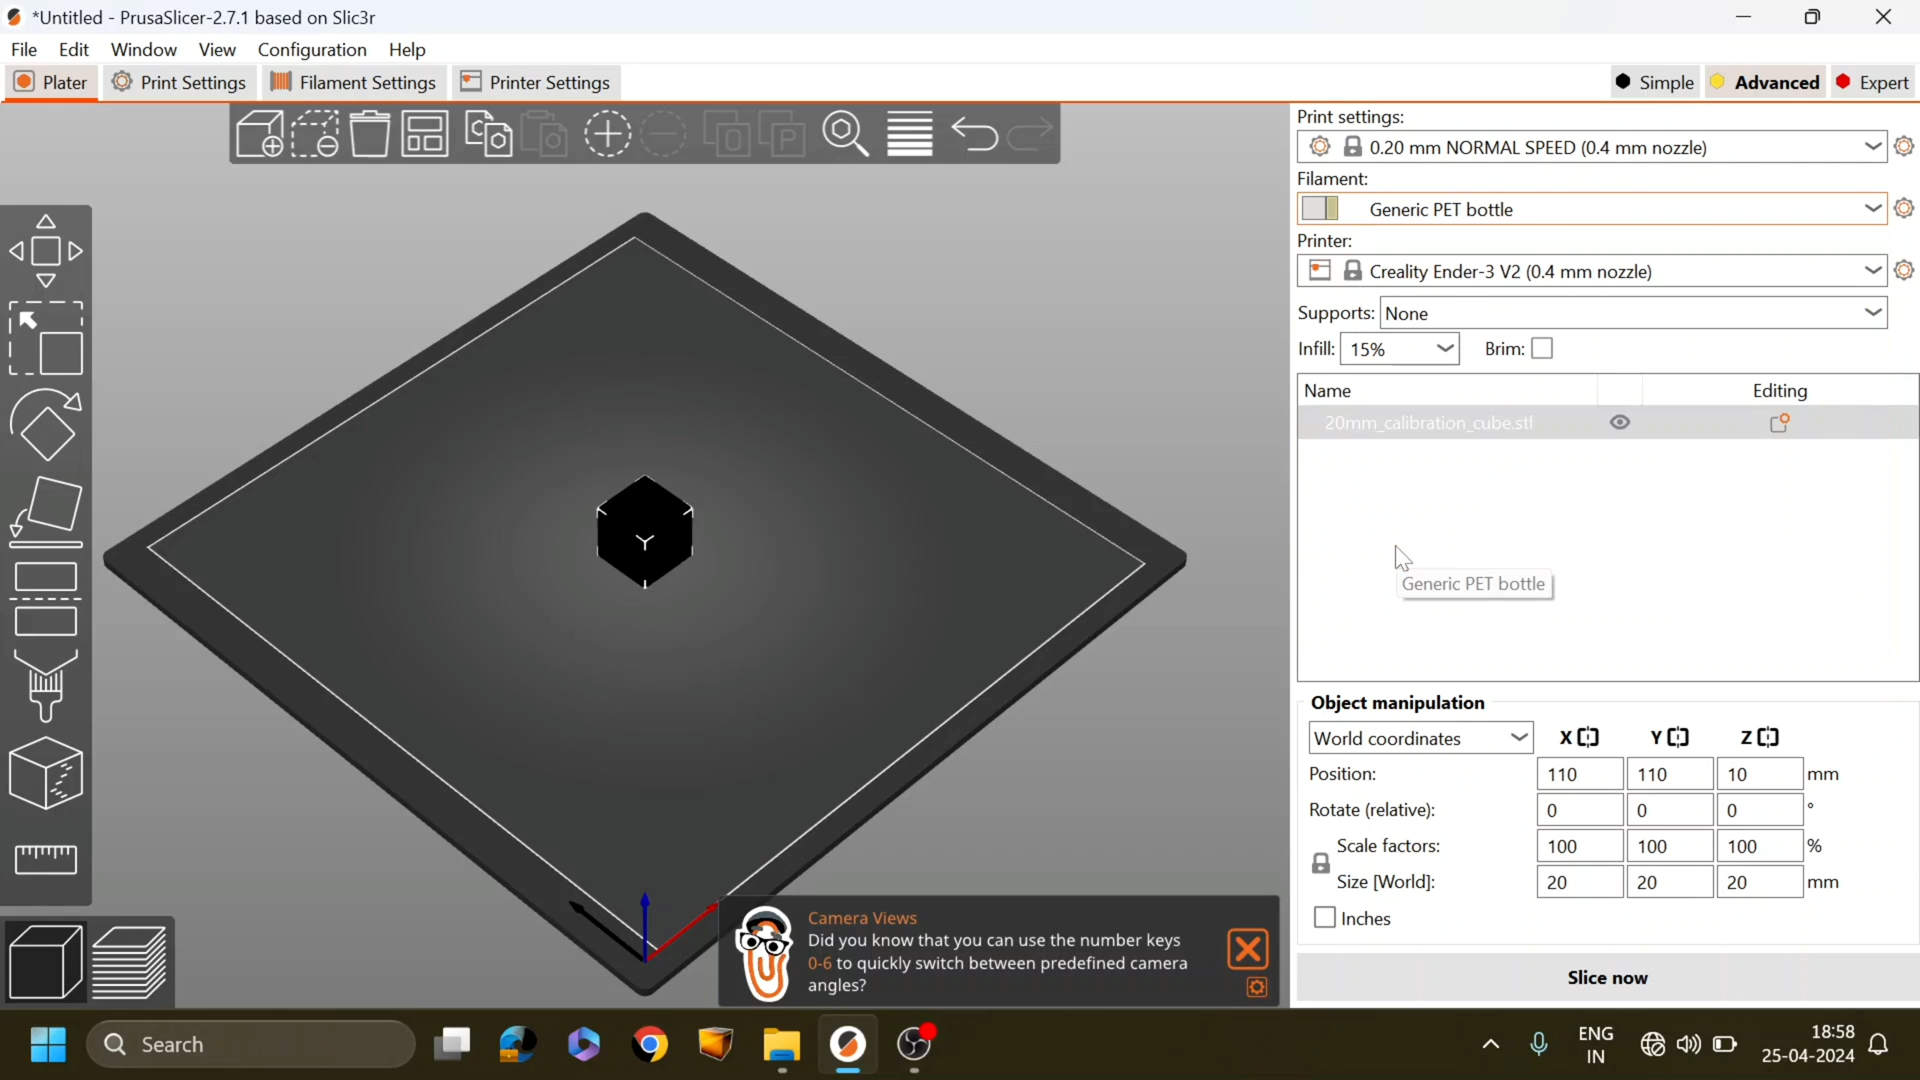 *Untitled - PrusaSlicer-2.7.1 based on Slic3r
File Edit Window View Configuration Help
Plater Print Settings Filament Settings Printer Settings Simple Advanced Expert
Print settings:
0.20 mm NORMAL SPEED (0.4 mm nozzle)
Filament:
Generic PET bottle
Printer:
Creality Ender-3 V2 (0.4 mm nozzle)
Supports: None
Infill: 15% Brim:
Name Editing
20mm_calibration_cube.stl
Generic PET bottle
Object manipulation
World coordinates X Y Z
Position: 110 110 10 mm
Rotate (relative): 0 0 0 °
Scale factors: 100 100 100 %
Size [World]: 20 20 20 mm
Inches
Slice now
Camera Views
Did you know that you can use the number keys
0-6 to quickly switch between predefined camera
angles?
Search
ENG
IN
18:58
25-04-2024